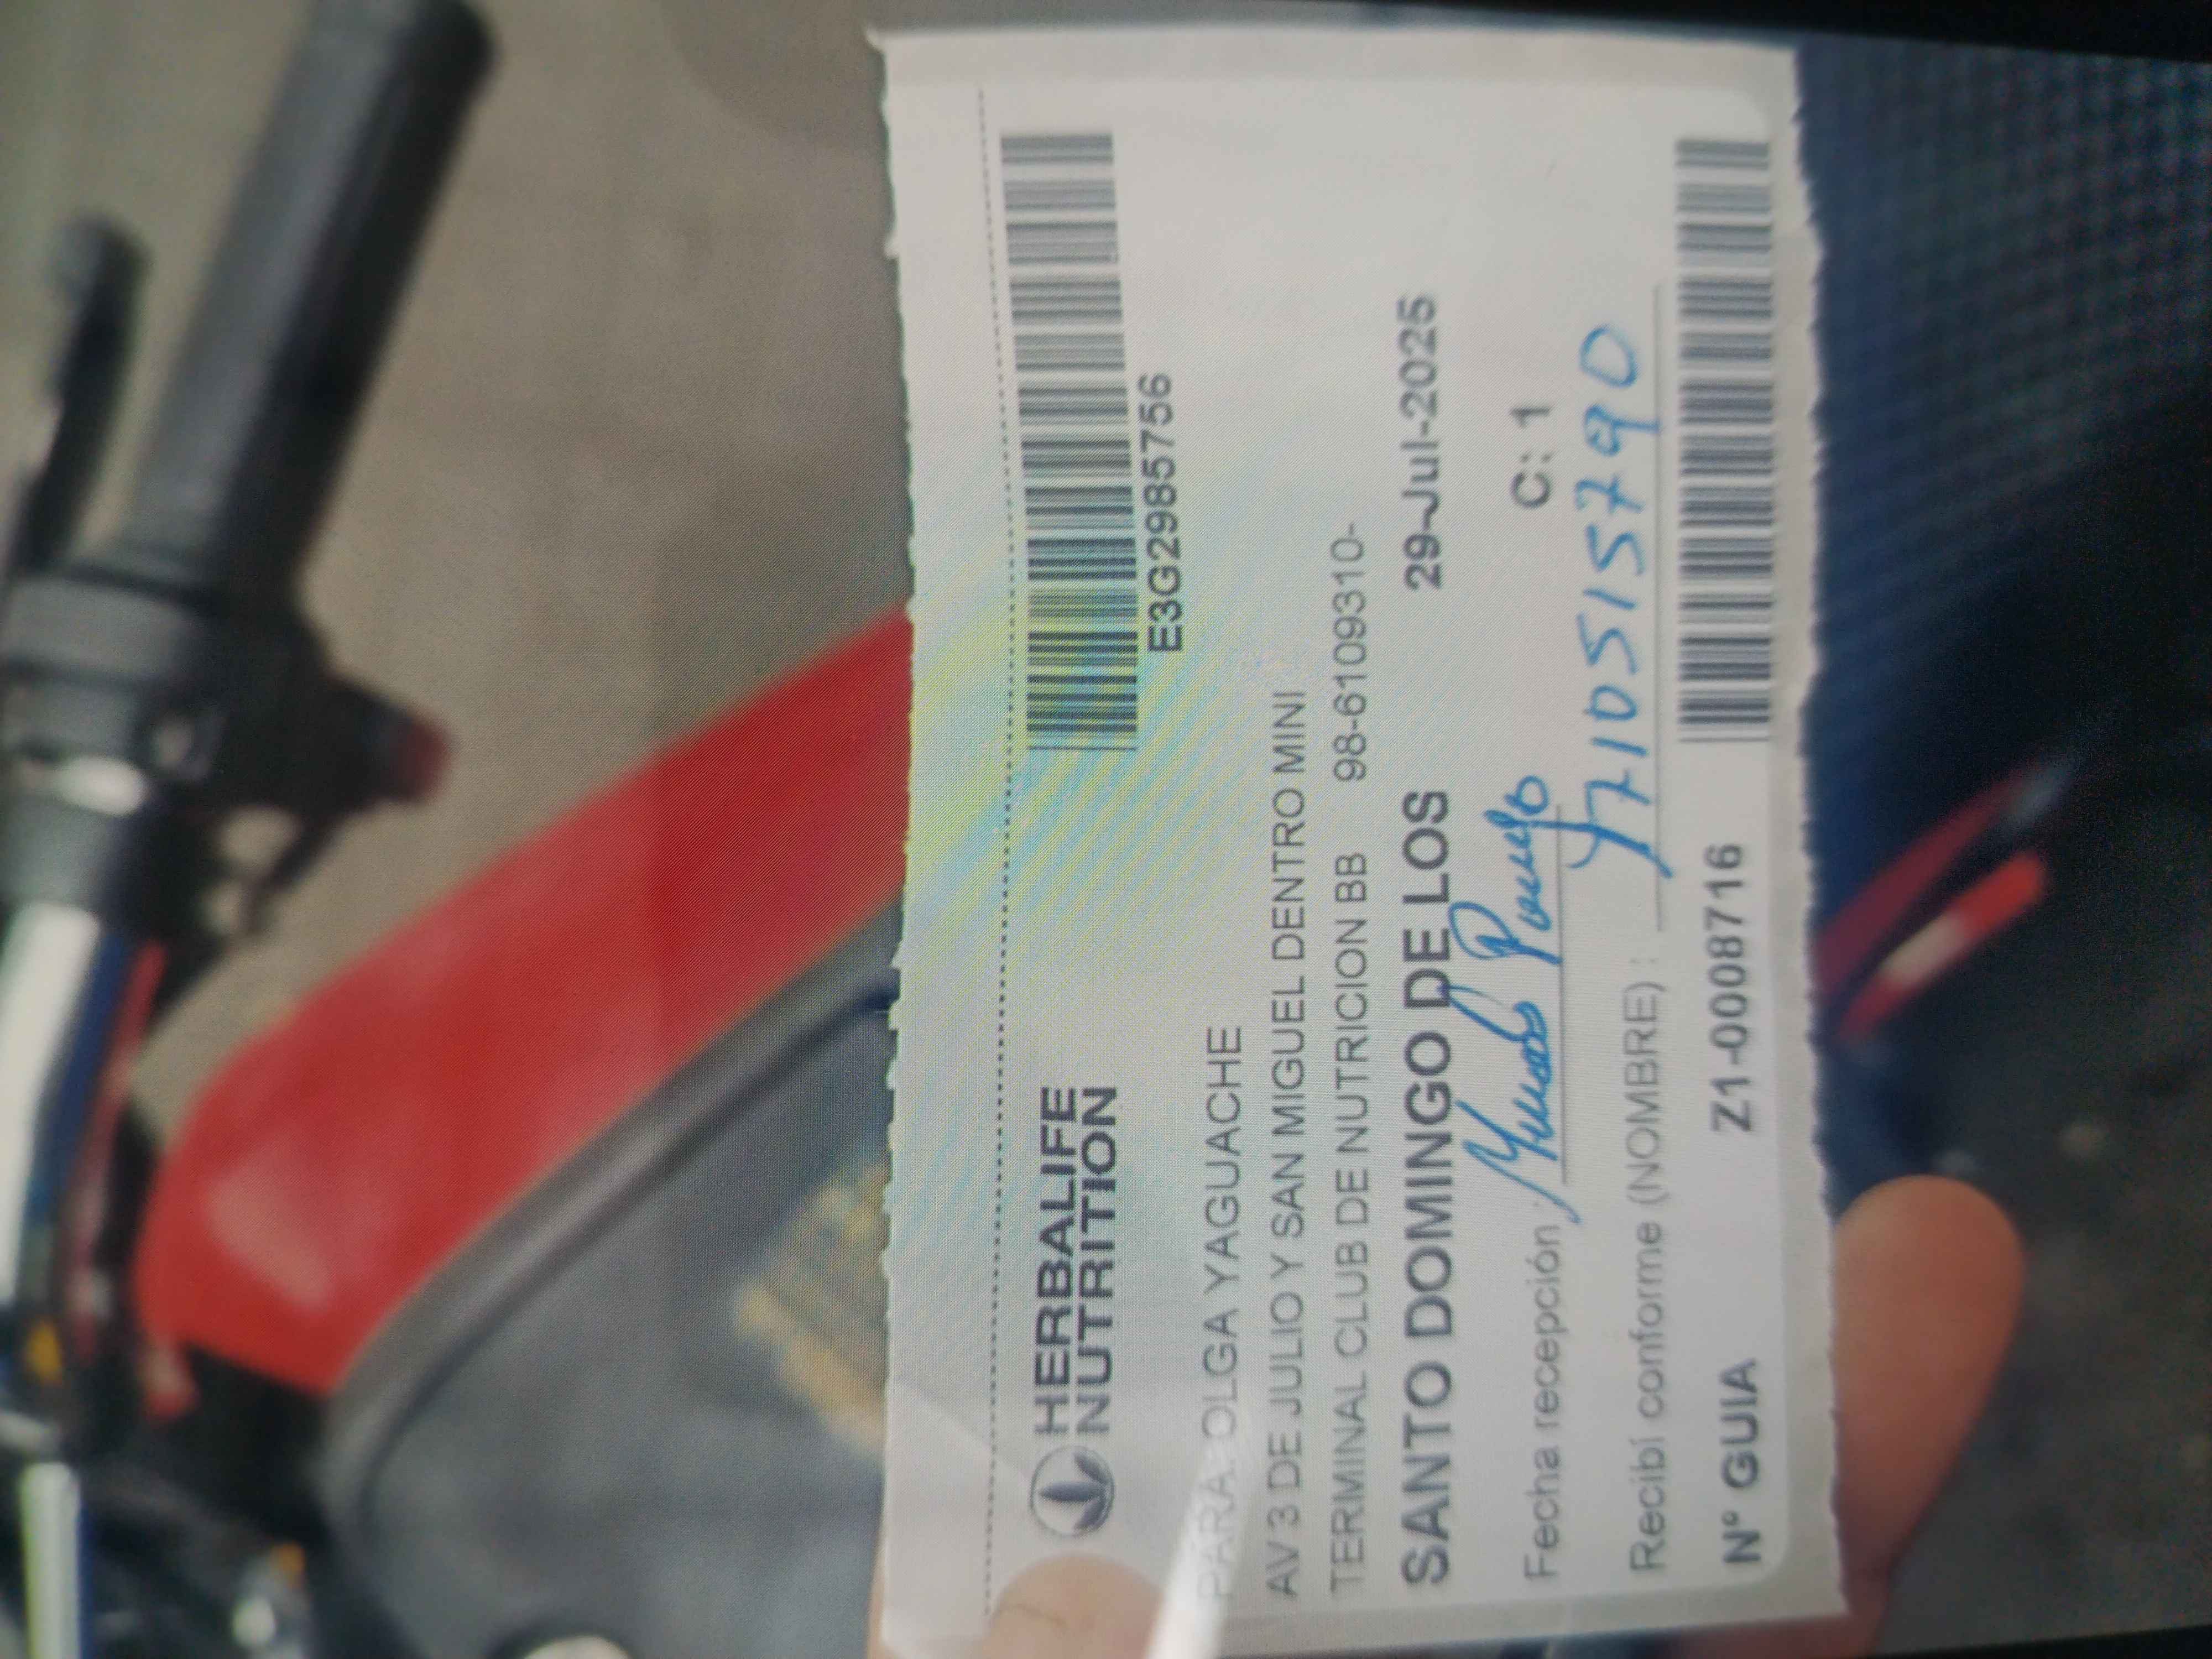 HERBALIFE
NUTRITION
E3G2985756
PARA: OLGA YAGUACHE
AV 3 DE JULIO Y SAN MIGUEL DENTRO MINI
TERMINAL CLUB DE NUTRICION BB 98-6109310-
SANTO DOMINGO DE LOS 29-Jul-2025
Fecha recepción : C: 1
Recibí conforme (NOMBRE) : 1710515790
N° GUIA Z1-0008716